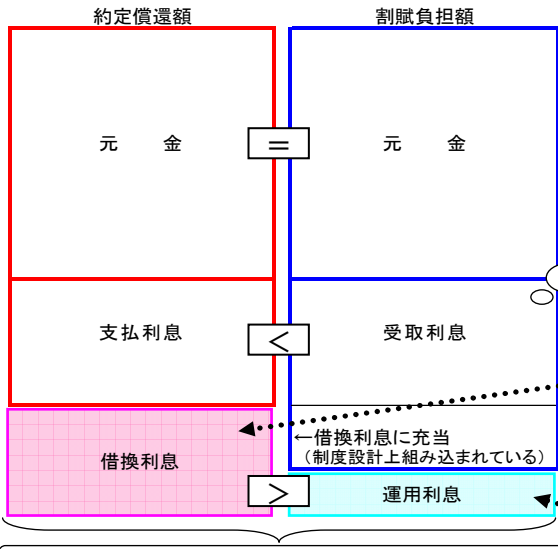 約定償還額
割賦負担額
元　　金
＝
元　　金
支払利息
＜
受取利息
←借換利息に充当
（制度設計上組み込まれている）
借換利息
＞
運用利息